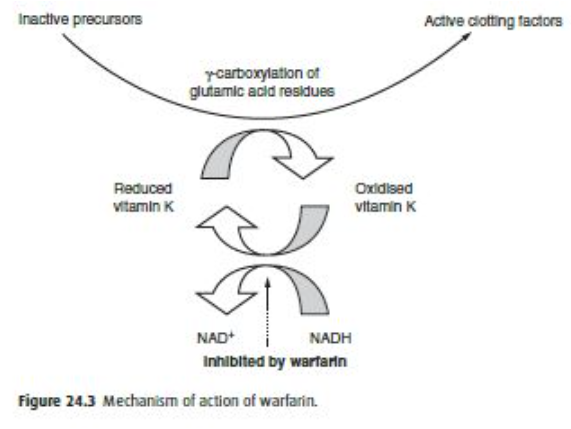 Inactive precursors
Active clotting factors
γ-carboxylation of
glutamic acid residues
Reduced
vitamin K
Oxidised
vitamin K
NAD⁺
NADH
Inhibited by warfarin
Figure 24.3 Mechanism of action of warfarin.